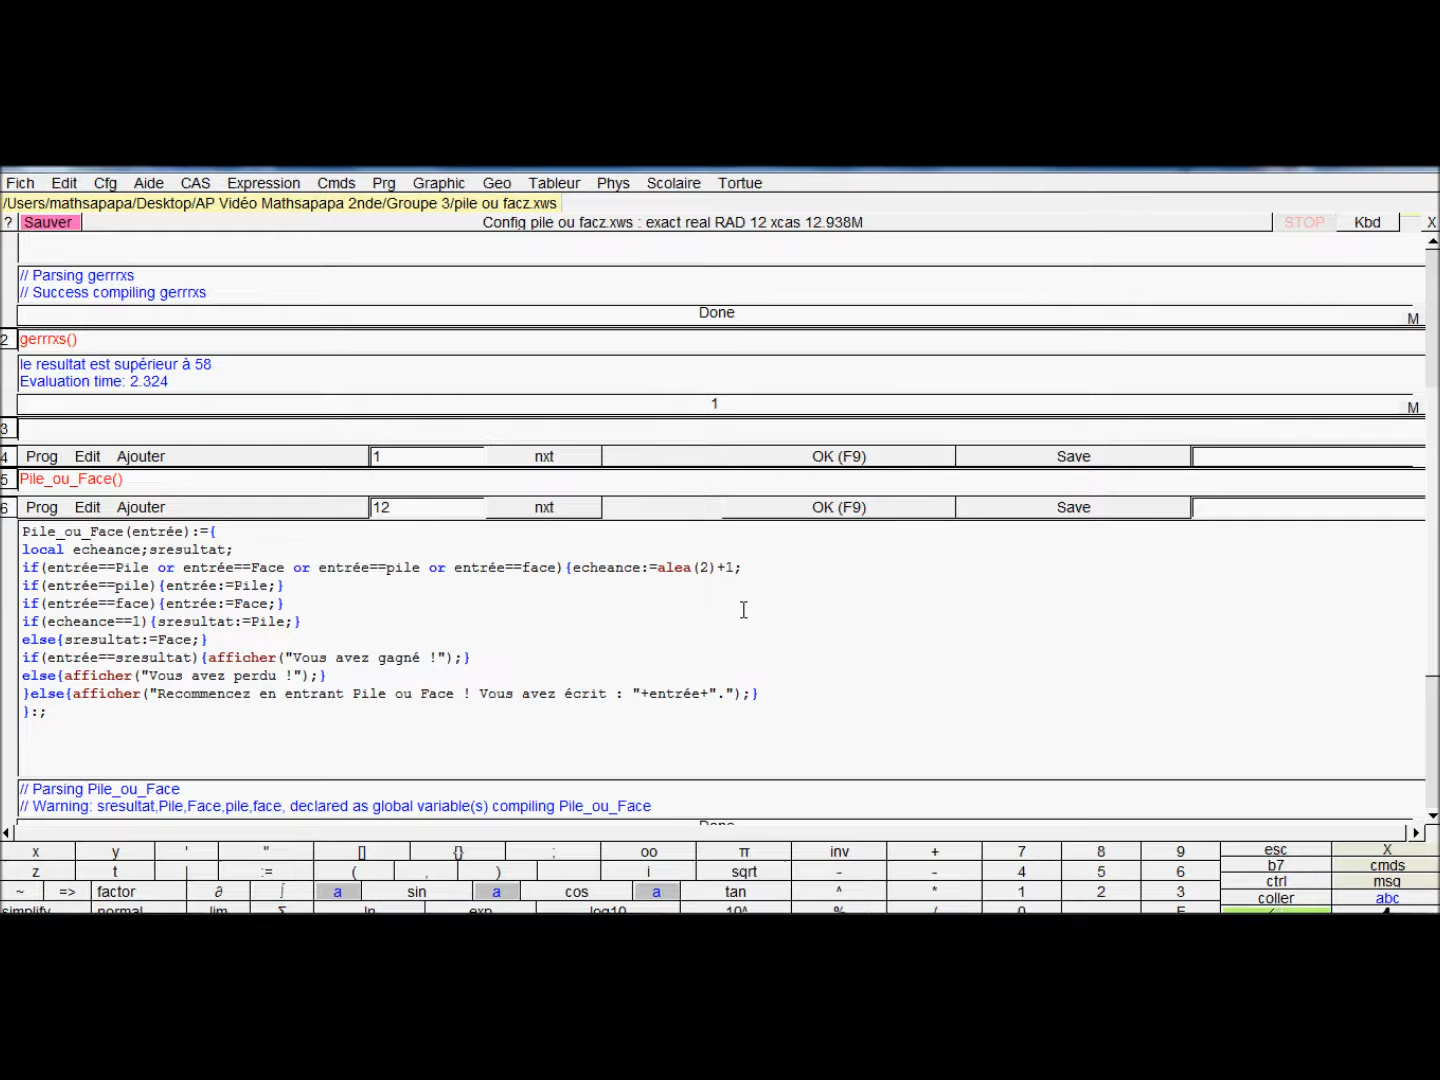 Fich Edit Cfg Aide CAS Expression Cmds Prg Graphic Geo Tableur Phys Scolaire Tortue
/Users/mathsapapa/Desktop/AP Vidéo Mathsapapa 2nde/Groupe 3/pile ou facz.xws
? Sauver Config pile ou facz.xws : exact real RAD 12 xcas 12.938M STOP Kbd X
// Parsing gerrrxs
// Success compiling gerrrxs
Done
M
2 gerrrxs()
le resultat est supérieur à 58
Evaluation time: 2.324
1
M
3
4 Prog Edit Ajouter 1 nxt OK (F9) Save
5 Pile_ou_Face()
6 Prog Edit Ajouter 12 nxt OK (F9) Save
Pile_ou_Face(entrée):={
local echeance;sresultat;
if(entrée==Pile or entrée==Face or entrée==pile or entrée==face){echeance:=alea(2)+1;
if(entrée==pile){entrée:=Pile;}
if(entrée==face){entrée:=Face;}
if(echeance==1){sresultat:=Pile;}
else{sresultat:=Face;}
if(entrée==sresultat){afficher("Vous avez gagné !");}
else{afficher("Vous avez perdu !");}
}else{afficher("Recommencez en entrant Pile ou Face ! Vous avez écrit : "+entrée+".");}
}:;
// Parsing Pile_ou_Face
// Warning: sresultat,Pile,Face,pile,face, declared as global variable(s) compiling Pile_ou_Face
Done
x y ' " [] {} ; oo π inv + 7 8 9 esc X
z t | := ( , ) i sqrt - - 4 5 6 b7 cmds
~ => factor ∂ ∫ a sin a cos a tan ^ * 1 2 3 ctrl msg
simplify normal lim Σ ln exp log10 10^ % / 0 . E coller abc